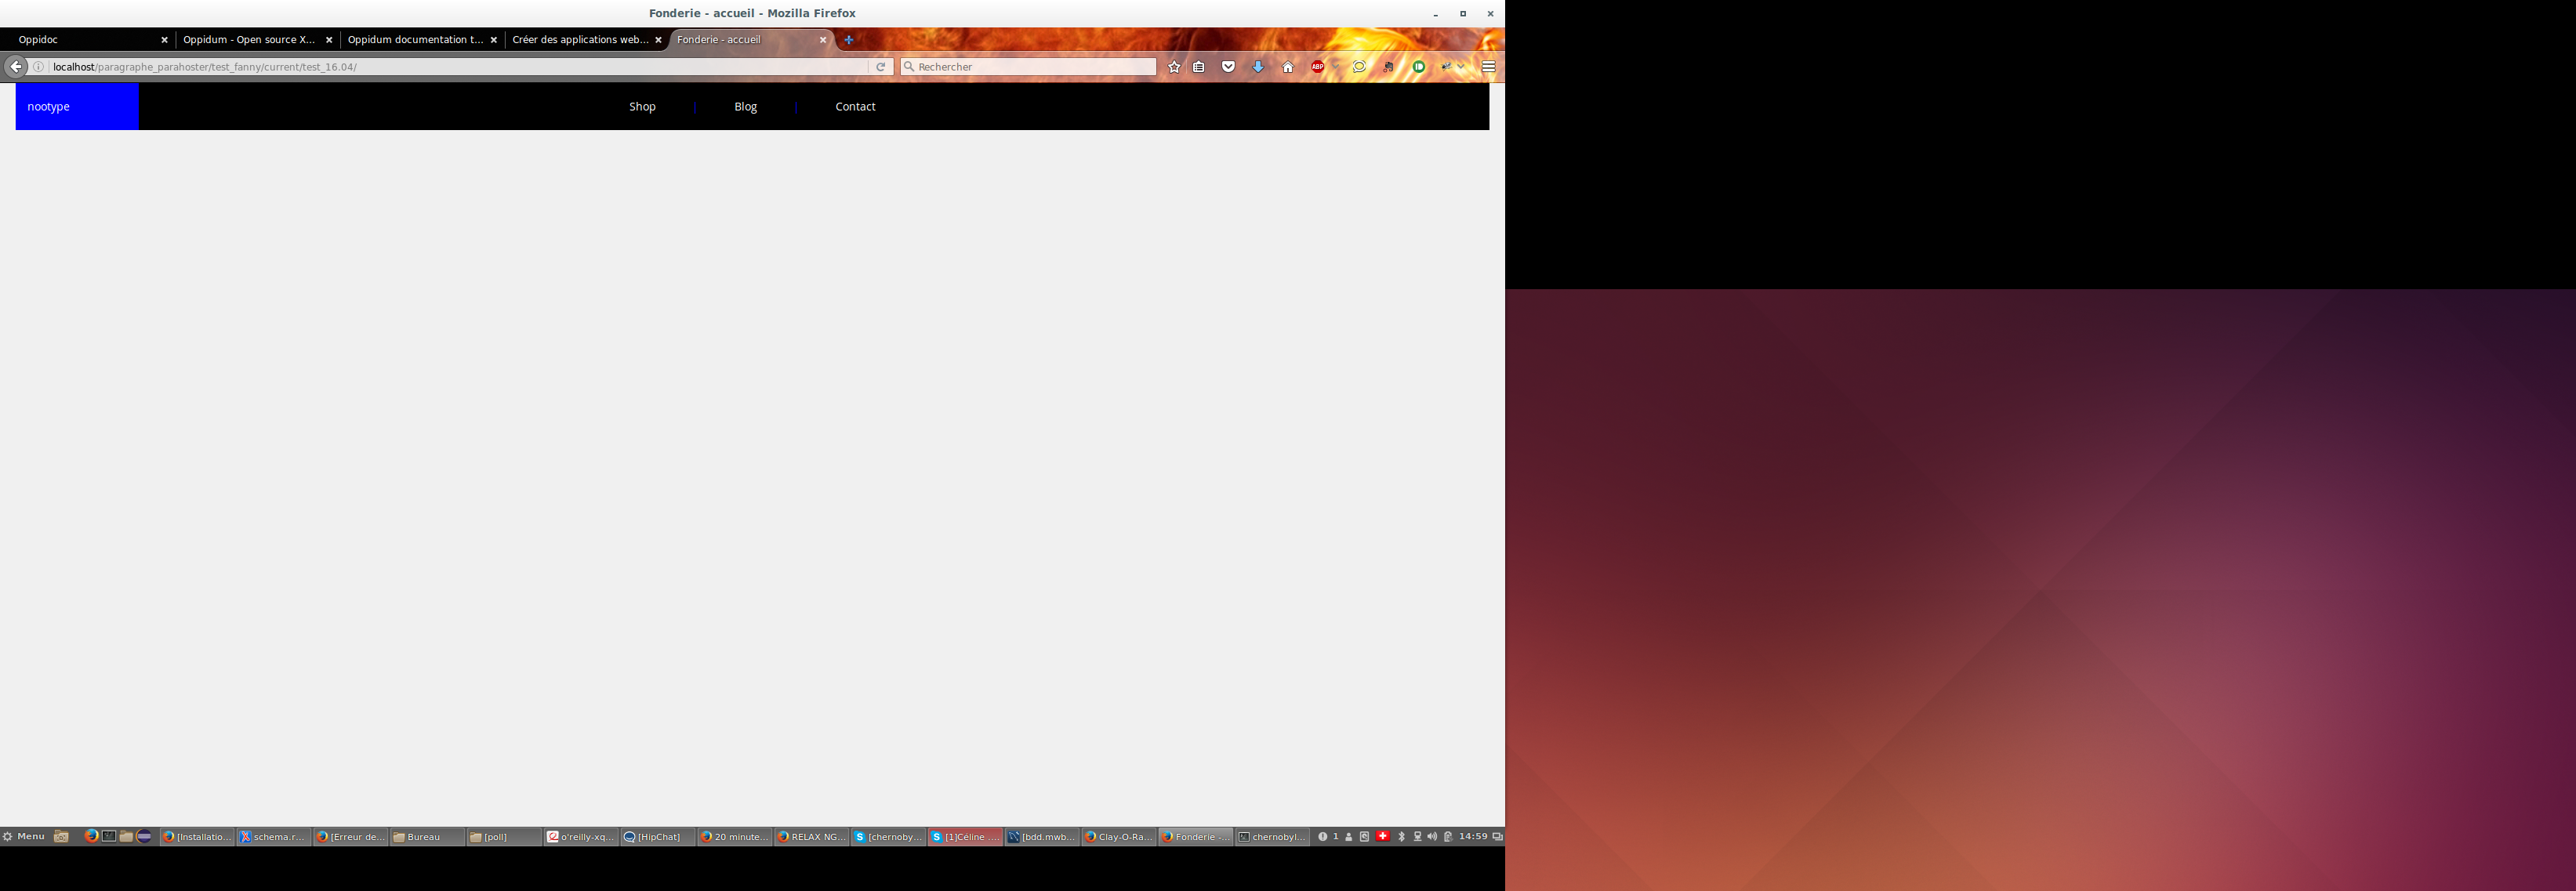 Fonderie - accueil - Mozilla Firefox
Oppidoc
Oppidum - Open source X...
Oppidum documentation t...
Créer des applications web...
Fonderie - accueil
localhost/paragraphe_parahoster/test_fanny/current/test_16.04/
Rechercher
ABP
nootype
Shop
Blog
Contact
Menu
[Installatio...
schema.r...
[Erreur de...
Bureau
[poll]
o'reilly-xq...
[HipChat]
20 minute...
RELAX NG...
[chernoby...
[1]Céline ....
[bdd.mwb...
Clay-O-Ra...
Fonderie -...
chernobyl...
1
14:59